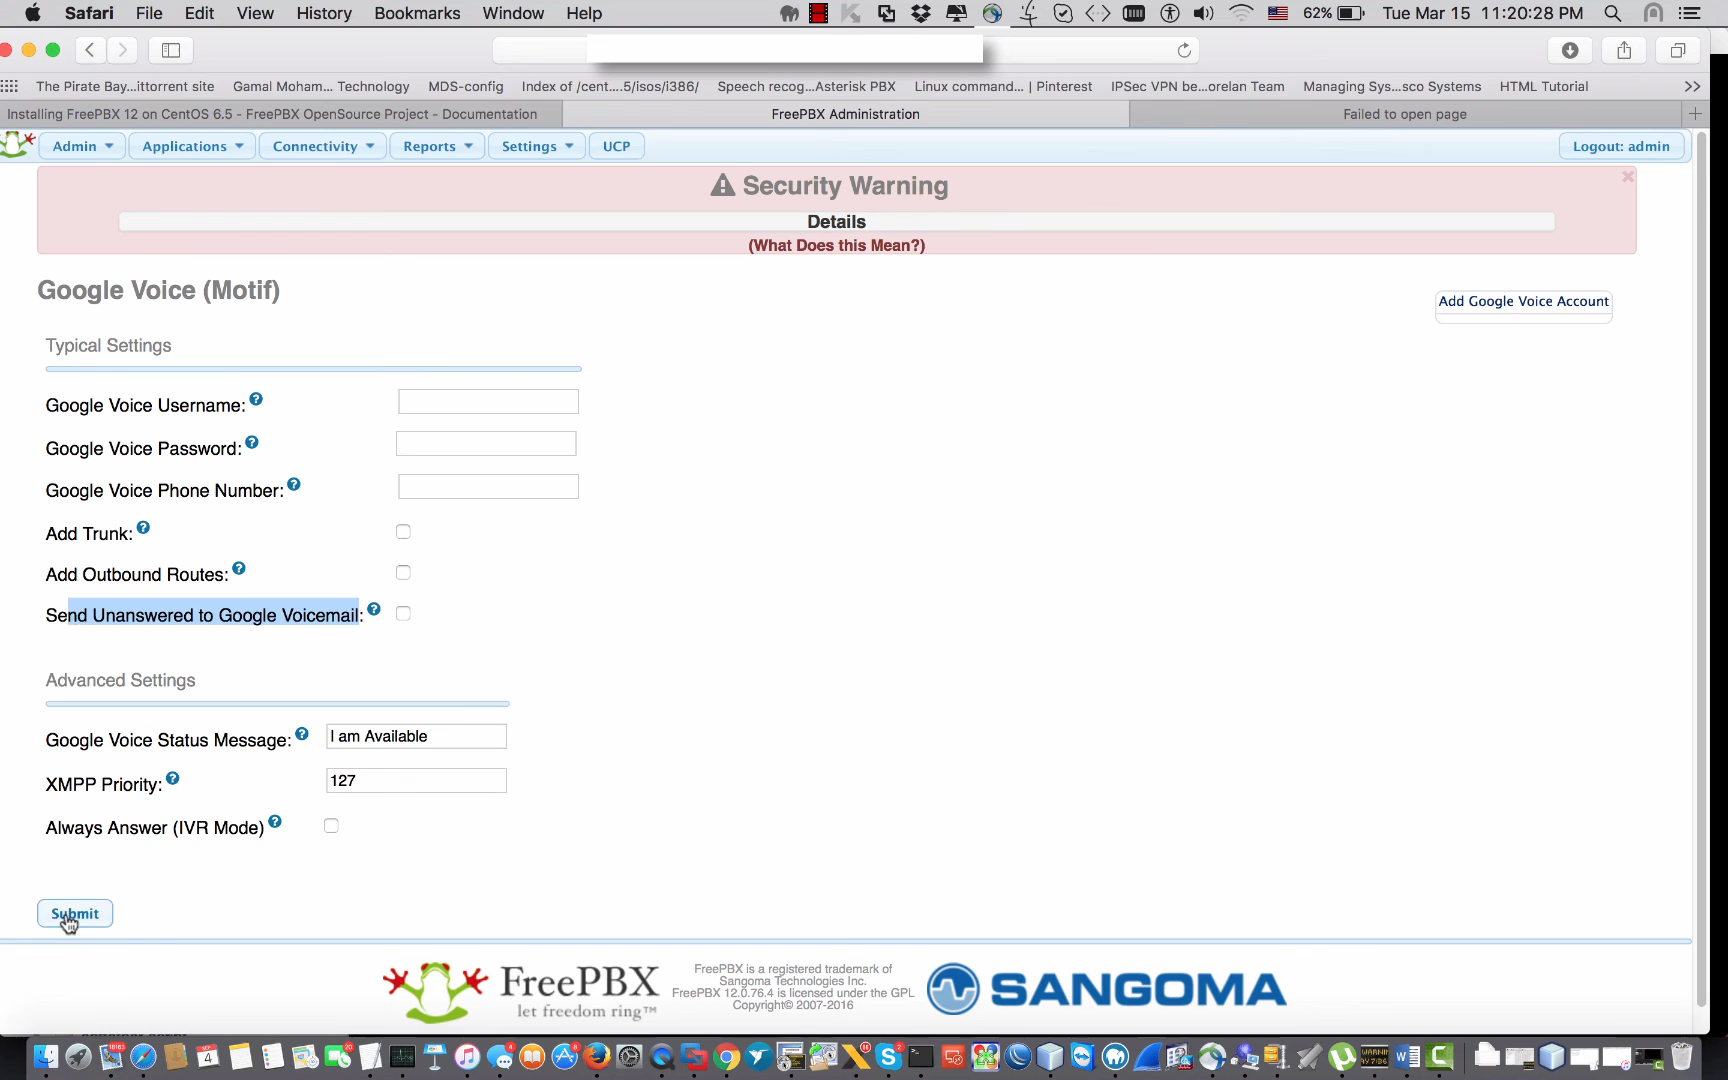 Safari File Edit View History Bookmarks Window Help 62% Tue Mar 15 11:20:28 PM
The Pirate Bay...ittorrent site Gamal Moham... Technology MDS-config Index of /cent....5/isos/i386/ Speech recog...Asterisk PBX Linux command... | Pinterest IPSec VPN be...orelan Team Managing Sys...sco Systems HTML Tutorial >>
Installing FreePBX 12 on CentOS 6.5 - FreePBX OpenSource Project - Documentation FreePBX Administration Failed to open page +
Admin Applications Connectivity Reports Settings UCP Logout: admin
Security Warning
Details
(What Does this Mean?)
Google Voice (Motif)
Add Google Voice Account
Typical Settings
Google Voice Username:
Google Voice Password:
Google Voice Phone Number:
Add Trunk:
Add Outbound Routes:
Send Unanswered to Google Voicemail:
Advanced Settings
Google Voice Status Message: I am Available
XMPP Priority: 127
Always Answer (IVR Mode)
Submit
FreePBX
let freedom ring™
FreePBX is a registered trademark of
Sangoma Technologies Inc.
FreePBX 12.0.76.4 is licensed under the GPL
Copyright© 2007-2016
SANGOMA